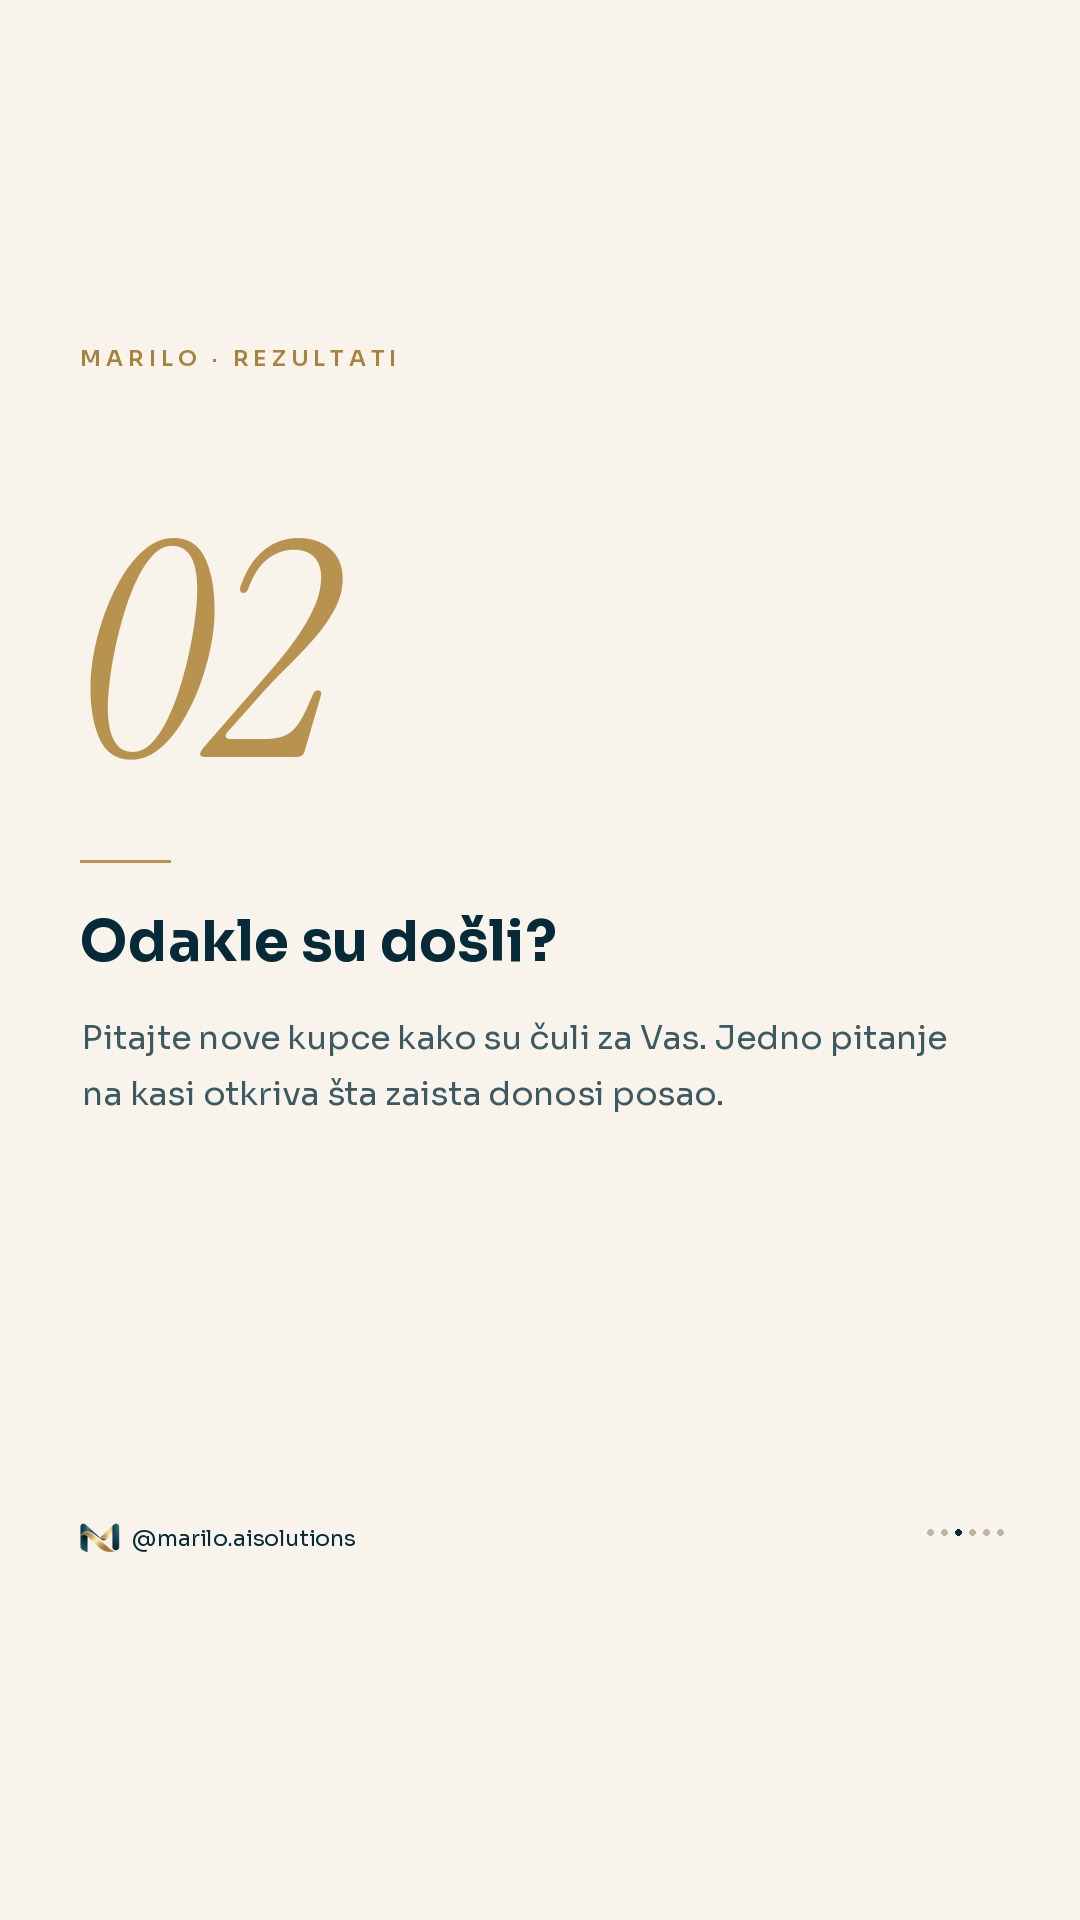 MARILO · REZULTATI
02
Odakle su došli?
Pitajte nove kupce kako su čuli za Vas. Jedno pitanje
na kasi otkriva šta zaista donosi posao.
@marilo.aisolutions